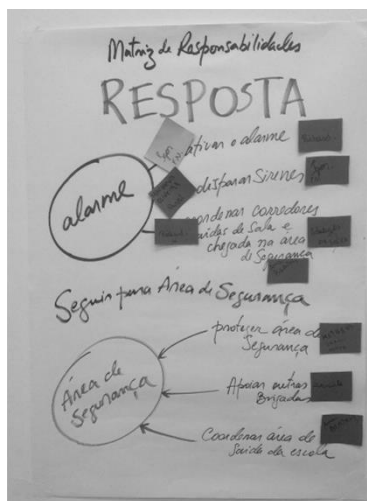 Matriz de Responsabilidades
RESPOSTA
alarme
ativar o alarme
disparar Sirenes
coordenar corredores
saídas de Sala e
chegada na área
de Segurança
Seguir para Área de Segurança
Área de
Segurança
proteger área de
Segurança
Apoiar outras
Brigadas
Coordenar área de
Saída da escola